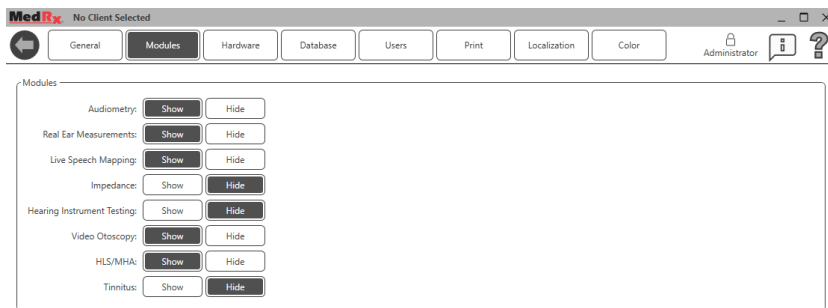 MedRx No Client Selected
General Modules Hardware Database Users Print Localization Color Administrator
Modules
Audiometry: Show Hide
Real Ear Measurements: Show Hide
Live Speech Mapping: Show Hide
Impedance: Show Hide
Hearing Instrument Testing: Show Hide
Video Otoscopy: Show Hide
HLS/MHA: Show Hide
Tinnitus: Show Hide